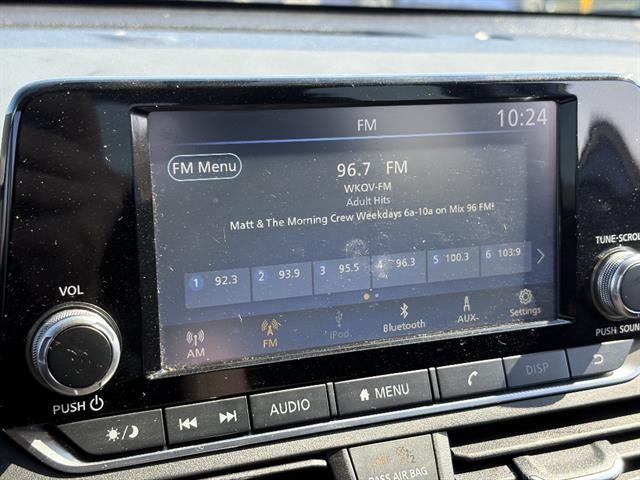 FM 10:24
FM Menu
96.7 FM
WKOV-FM
Adult Hits
Matt & The Morning Crew Weekdays 6a-10a on Mix 96 FM!
1 92.3 2 93.9 3 95.5 4 96.3 5 100.3 6 103.9
AM FM iPod Bluetooth AUX Settings
VOL
PUSH
TUNE-SCROLL
PUSH SOUND
AUDIO MENU DISP
PASS AIR BAG